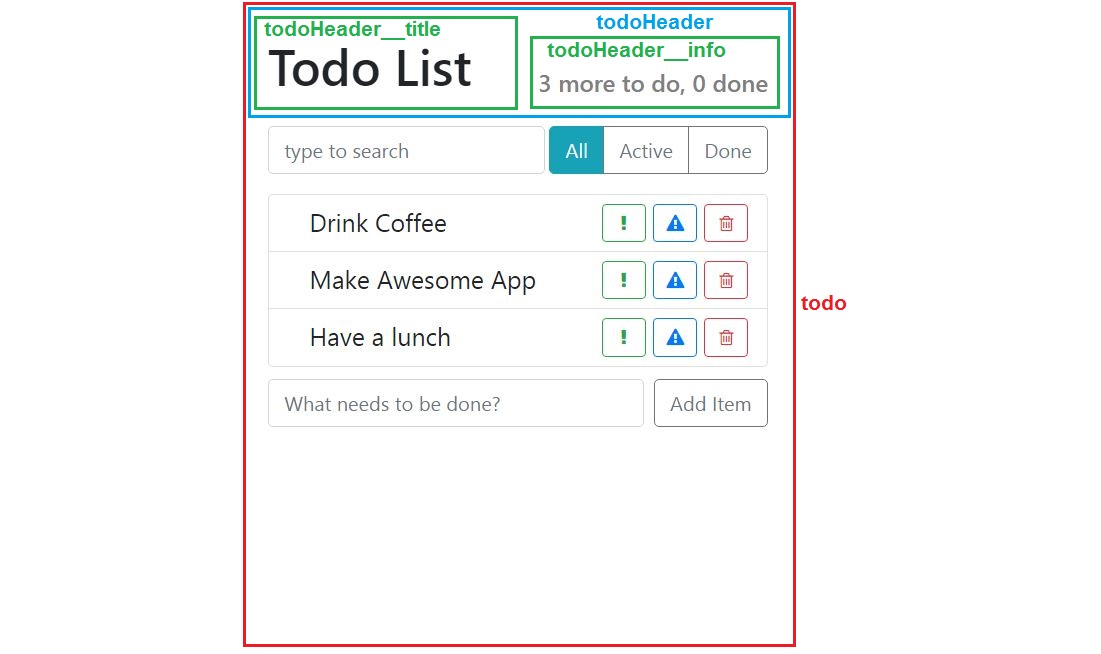 todoHeader
todoHeader__title
todoHeader__info
Todo List
3 more to do, 0 done
type to search
All
Active
Done
Drink Coffee
!
Make Awesome App
!
todo
Have a lunch
!
What needs to be done?
Add Item